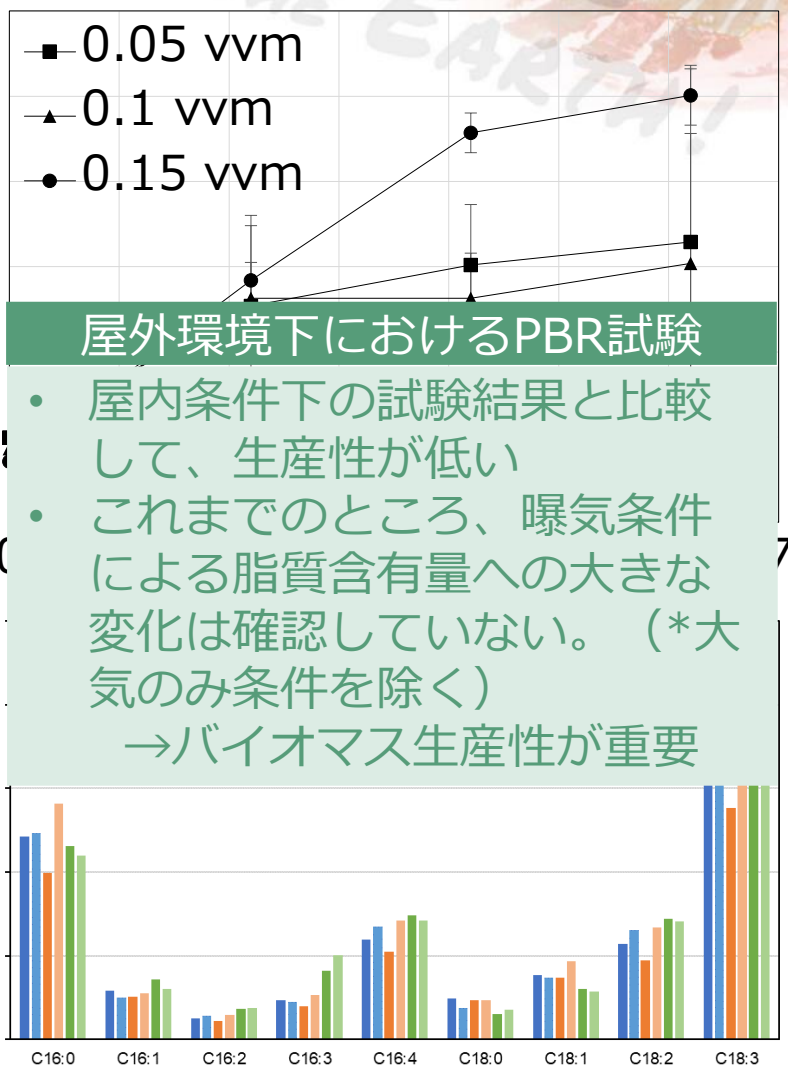 THE EARTH!
0.05 vvm
0.1 vvm
0.15 vvm
屋外環境下におけるPBR試験
• 屋内条件下の試験結果と比較
して、生産性が低い
• これまでのところ、曝気条件
による脂質含有量への大きな
変化は確認していない。（*大
気のみ条件を除く）
→バイオマス生産性が重要
0
7
C16:0 C16:1 C16:2 C16:3 C16:4 C18:0 C18:1 C18:2 C18:3